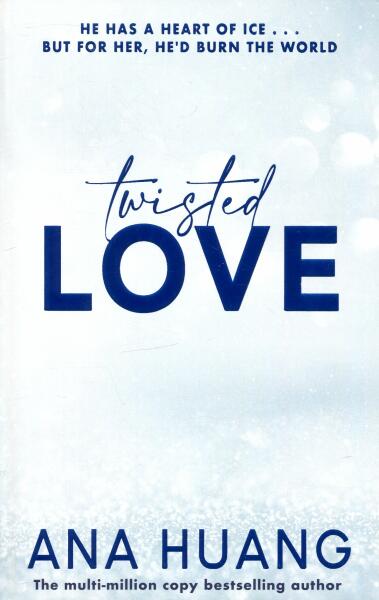 HE HAS A HEART OF ICE . . .
BUT FOR HER, HE'D BURN THE WORLD
twisted
LOVE
ANA HUANG
The multi-million copy bestselling author